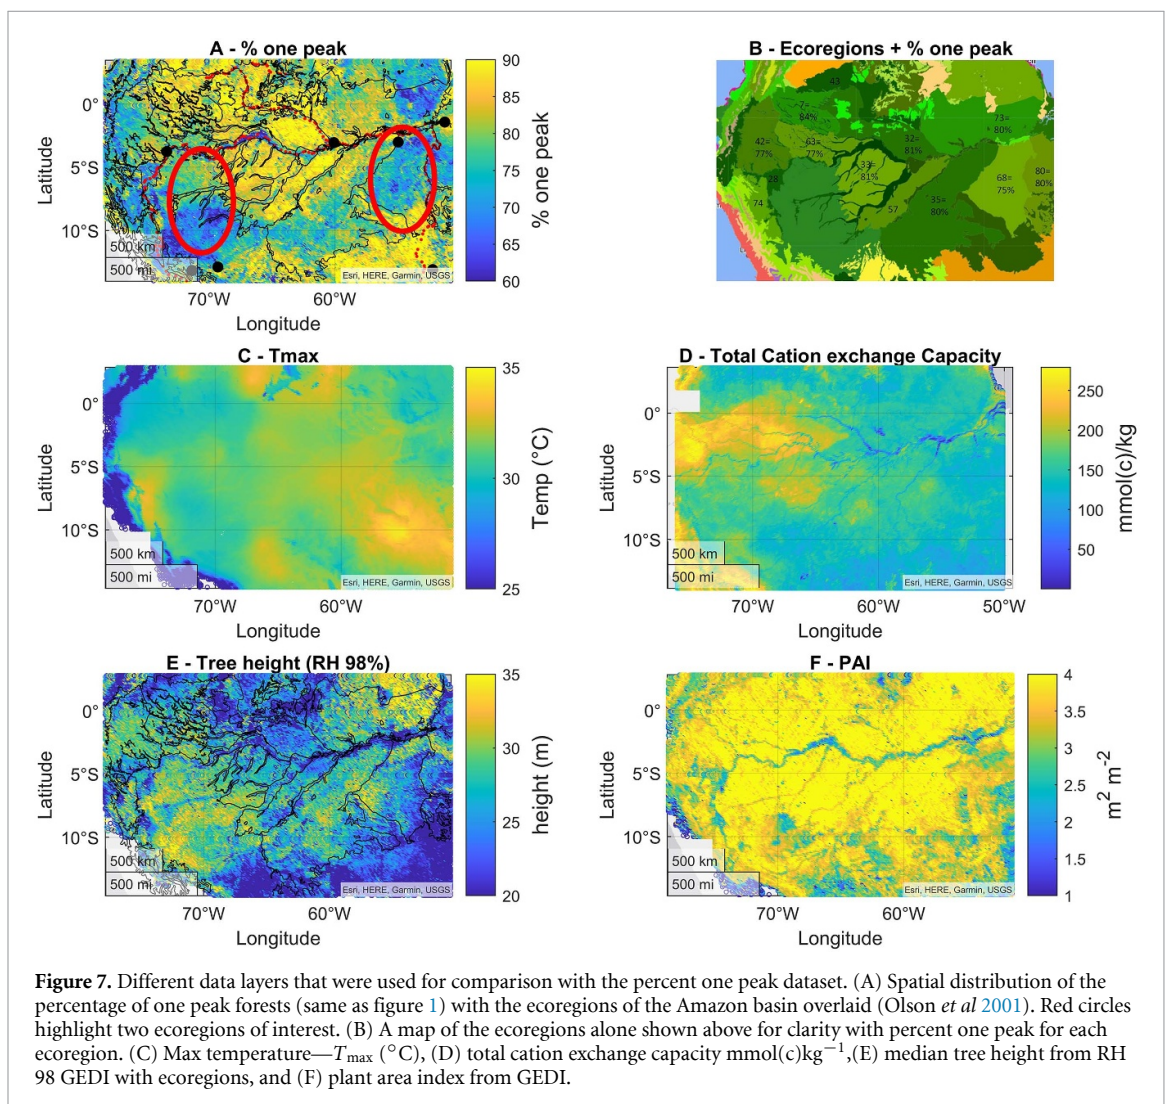 A - % one peak
0°
5°S
10°S
Latitude
500 km
500 mi
Esri, HERE, Garmin, USGS
70°W
60°W
Longitude
90
85
80
75
70
65
60
% one peak
B - Ecoregions + % one peak
43
7=
84%
73=
80%
42=
77%
63=
77%
32=
81%
33=
81%
80=
80%
68=
75%
28
74
57
35=
80%
C - Tmax
0°
5°S
10°S
Latitude
500 km
500 mi
Esri, HERE, Garmin, USGS
70°W
60°W
Longitude
35
30
25
Temp (°C)
D - Total Cation exchange Capacity
0°
5°S
10°S
Latitude
500 km
500 mi
Esri, HERE, Garmin, USGS
70°W
60°W
50°W
Longitude
250
200
150
100
50
mmol(c)/kg
E - Tree height (RH 98%)
0°
5°S
10°S
Latitude
500 km
500 mi
Esri, HERE, Garmin, USGS
70°W
60°W
Longitude
35
30
25
20
height (m)
F - PAI
0°
5°S
10°S
Latitude
500 km
500 mi
Esri, HERE, Garmin, USGS
70°W
60°W
Longitude
4
3.5
3
2.5
2
1.5
1
m² m⁻²
Figure 7. Different data layers that were used for comparison with the percent one peak dataset. (A) Spatial distribution of the
percentage of one peak forests (same as figure 1) with the ecoregions of the Amazon basin overlaid (Olson et al 2001). Red circles
highlight two ecoregions of interest. (B) A map of the ecoregions alone shown above for clarity with percent one peak for each
ecoregion. (C) Max temperature—Tmax (°C), (D) total cation exchange capacity mmol(c)kg⁻¹,(E) median tree height from RH
98 GEDI with ecoregions, and (F) plant area index from GEDI.